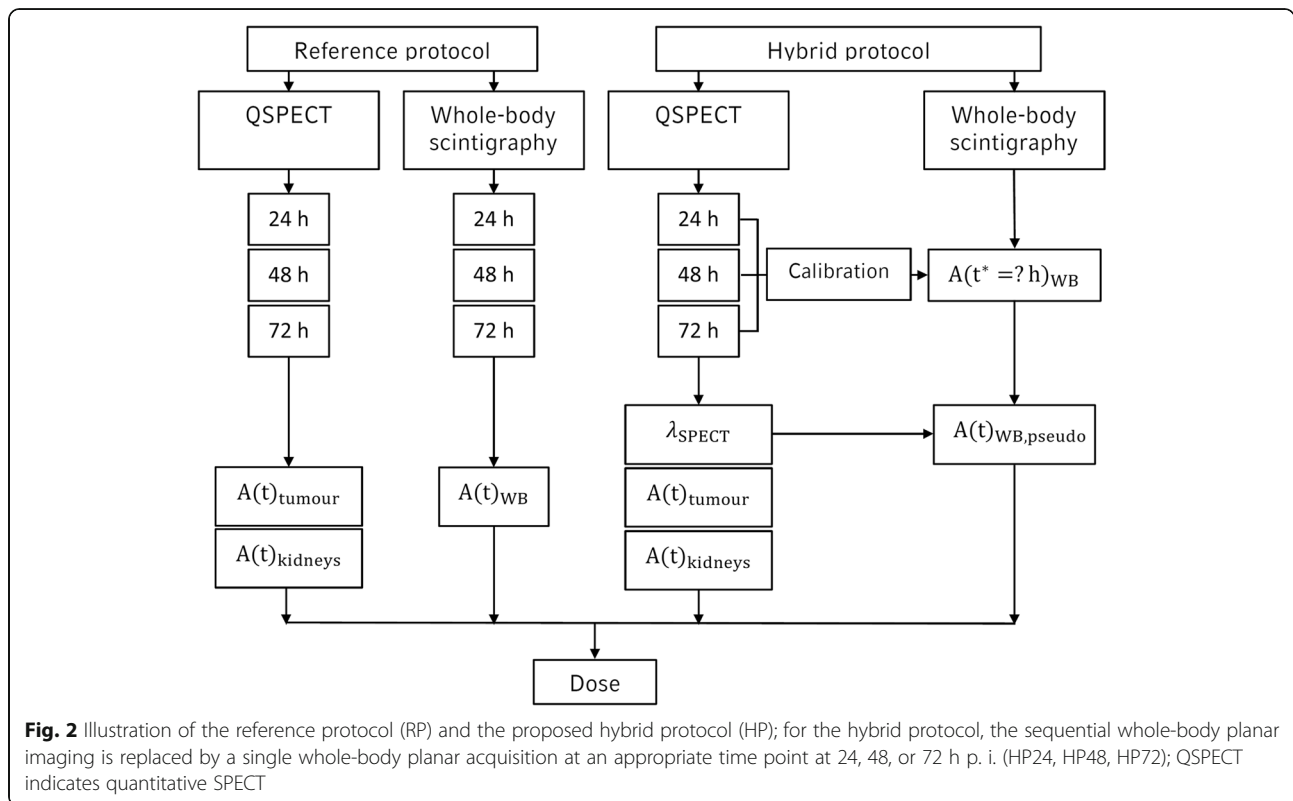 Reference protocol
Hybrid protocol
QSPECT
Whole-body
scintigraphy
QSPECT
Whole-body
scintigraphy
24 h
48 h
72 h
24 h
48 h
72 h
24 h
48 h
72 h
Calibration
A(t* =? h)WB
λSPECT
A(t)WB,pseudo
A(t)tumour
A(t)kidneys
A(t)WB
A(t)tumour
A(t)kidneys
Dose
Fig. 2 Illustration of the reference protocol (RP) and the proposed hybrid protocol (HP); for the hybrid protocol, the sequential whole-body planar
imaging is replaced by a single whole-body planar acquisition at an appropriate time point at 24, 48, or 72 h p. i. (HP24, HP48, HP72); QSPECT
indicates quantitative SPECT